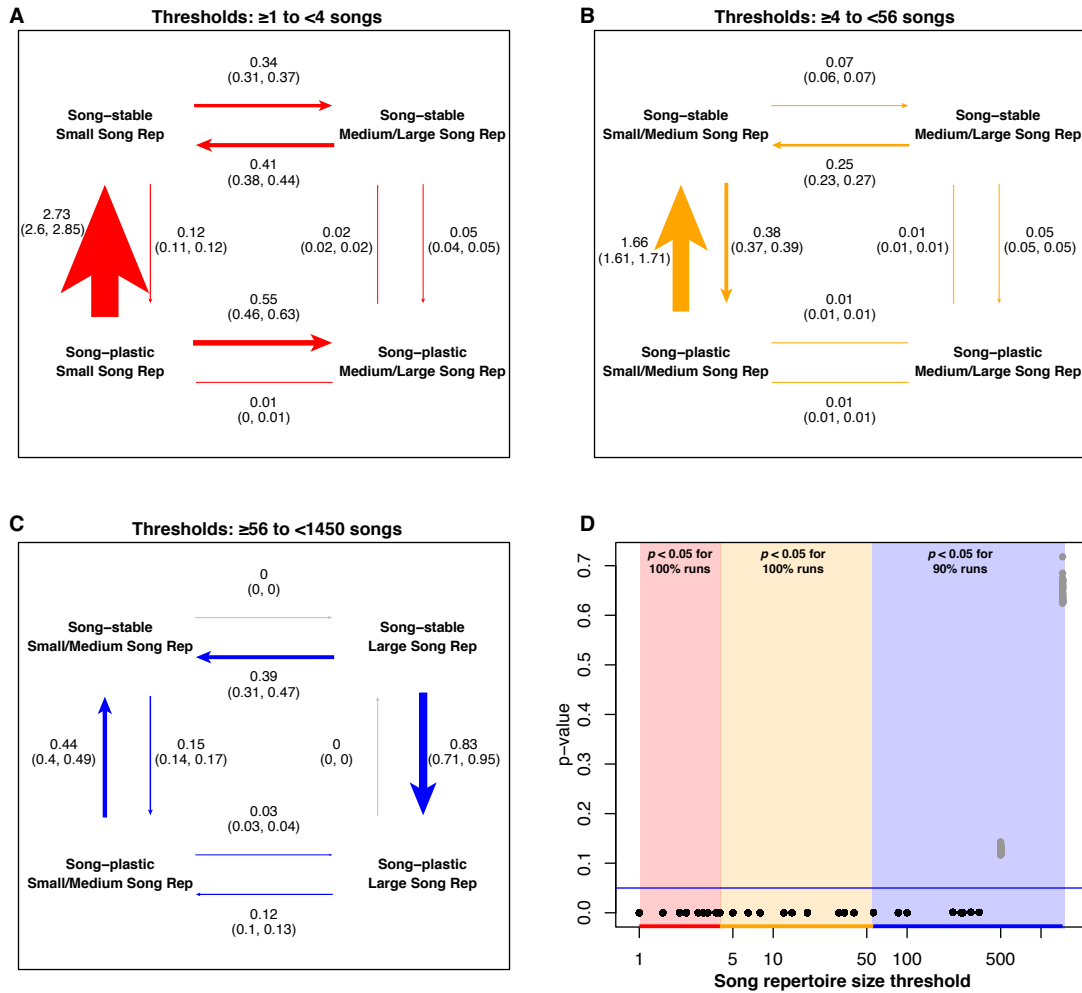 A
Thresholds: ≥1 to <4 songs
0.34
(0.31, 0.37)
Song−stable
Small Song Rep
Song−stable
Medium/Large Song Rep
0.41
(0.38, 0.44)
2.73
(2.6, 2.85)
0.12
(0.11, 0.12)
0.02
(0.02, 0.02)
0.05
(0.04, 0.05)
0.55
(0.46, 0.63)
Song−plastic
Small Song Rep
Song−plastic
Medium/Large Song Rep
0.01
(0, 0.01)
B
Thresholds: ≥4 to <56 songs
0.07
(0.06, 0.07)
Song−stable
Small/Medium Song Rep
Song−stable
Medium/Large Song Rep
0.25
(0.23, 0.27)
1.66
(1.61, 1.71)
0.38
(0.37, 0.39)
0.01
(0.01, 0.01)
0.05
(0.05, 0.05)
0.01
(0.01, 0.01)
Song−plastic
Small/Medium Song Rep
Song−plastic
Medium/Large Song Rep
0.01
(0.01, 0.01)
C
Thresholds: ≥56 to <1450 songs
0
(0, 0)
Song−stable
Small/Medium Song Rep
Song−stable
Large Song Rep
0.39
(0.31, 0.47)
0.44
(0.4, 0.49)
0.15
(0.14, 0.17)
0
(0, 0)
0.83
(0.71, 0.95)
0.03
(0.03, 0.04)
Song−plastic
Small/Medium Song Rep
Song−plastic
Large Song Rep
0.12
(0.1, 0.13)
D
p < 0.05 for
100% runs
p < 0.05 for
100% runs
p < 0.05 for
90% runs
p−value
0.7
0.6
0.5
0.4
0.3
0.2
0.1
0.0
1 5 10 50 100 500
Song repertoire size threshold